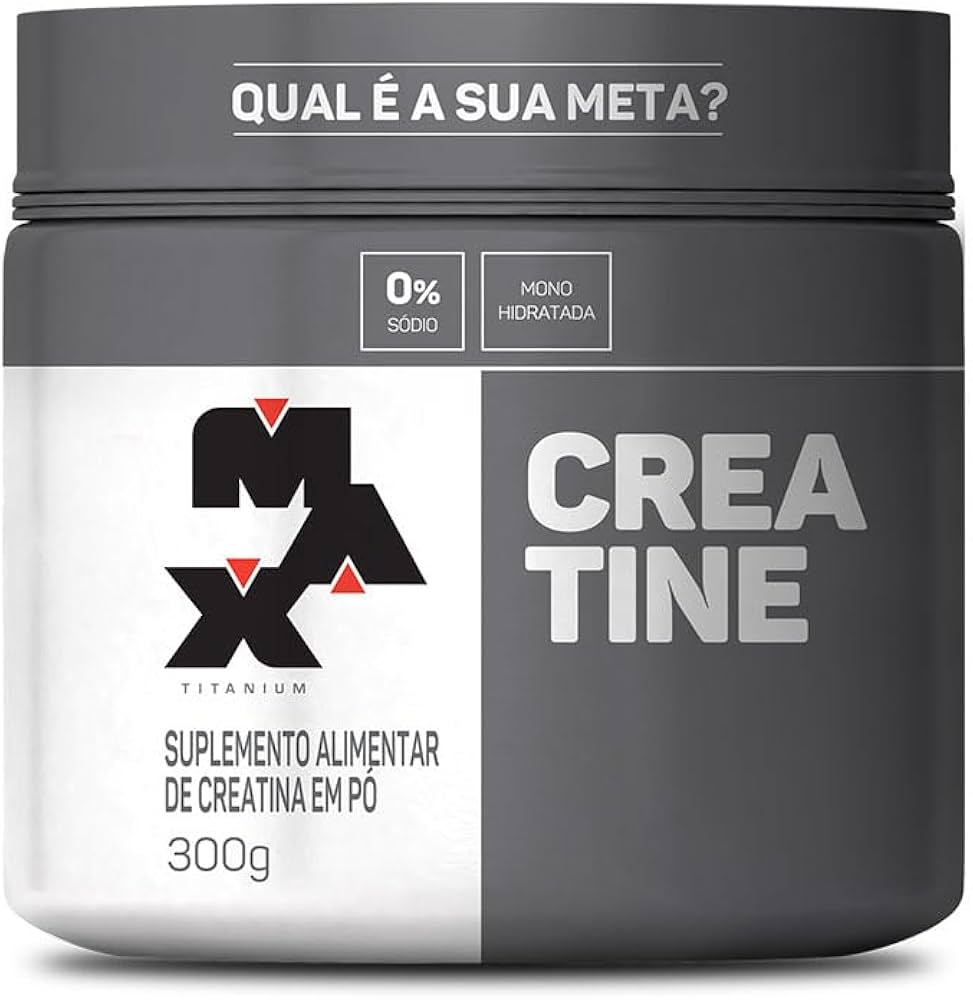 QUAL É A SUA META?
0%
SÓDIO
MONO
HIDRATADA
MAX
TITANIUM
SUPLEMENTO ALIMENTAR
DE CREATINA EM PÓ
300g
CREA
TINE